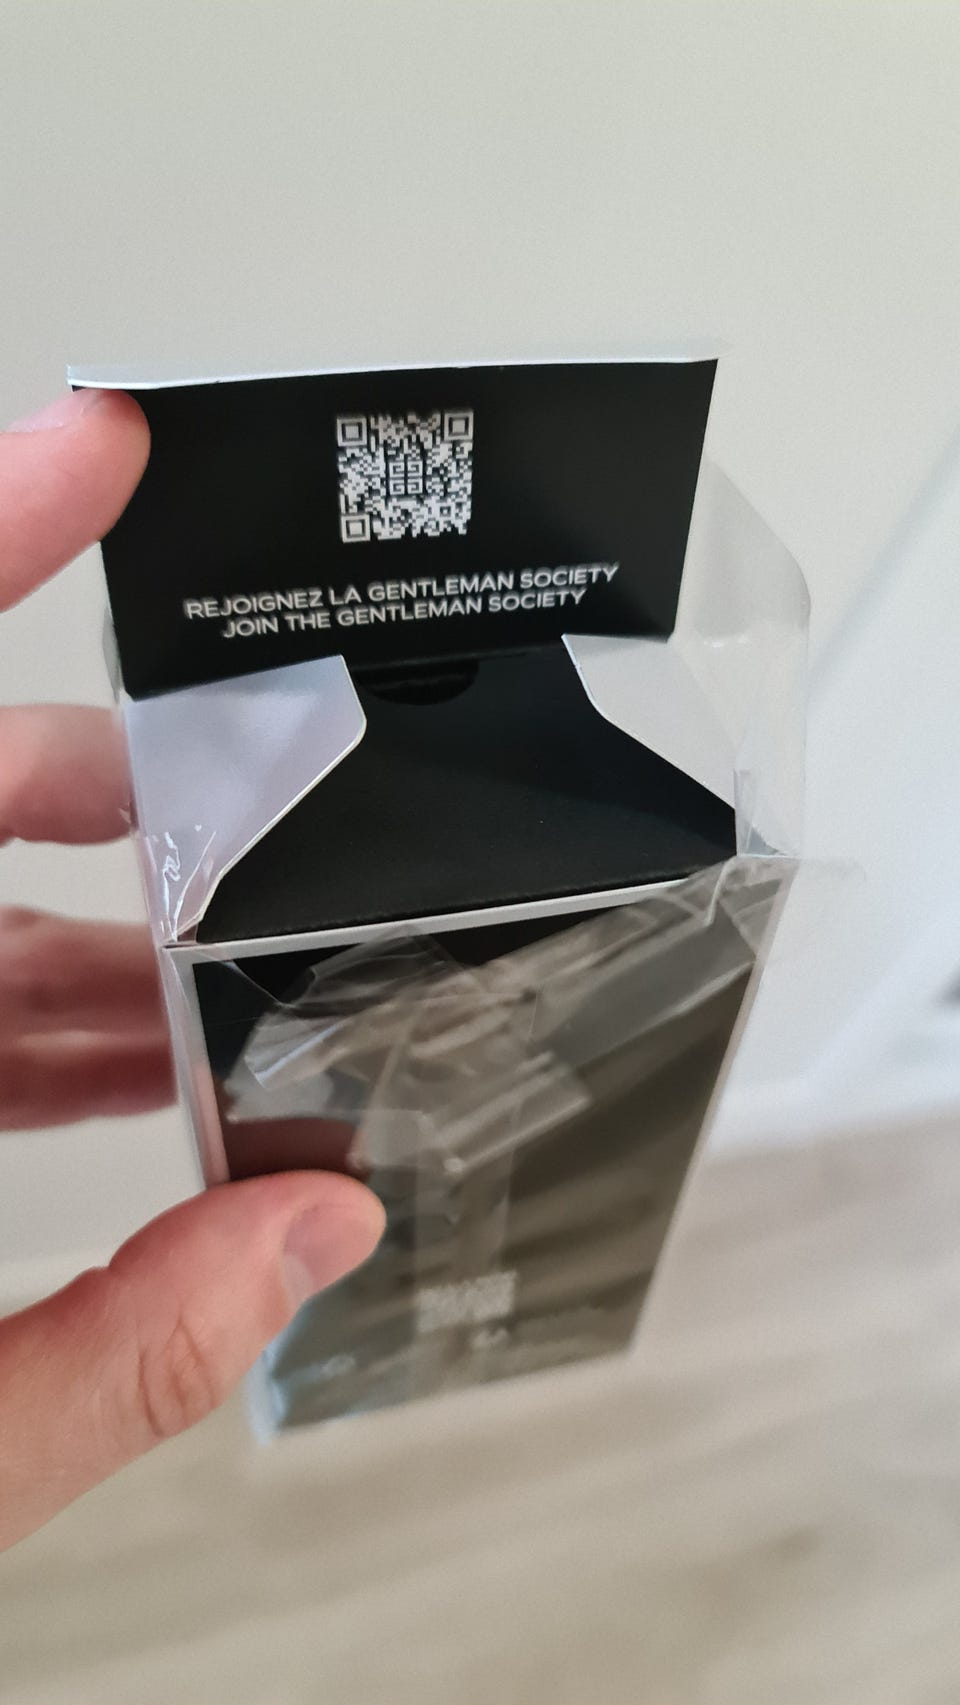 REJOIGNEZ LA GENTLEMAN SOCIETY
JOIN THE GENTLEMAN SOCIETY